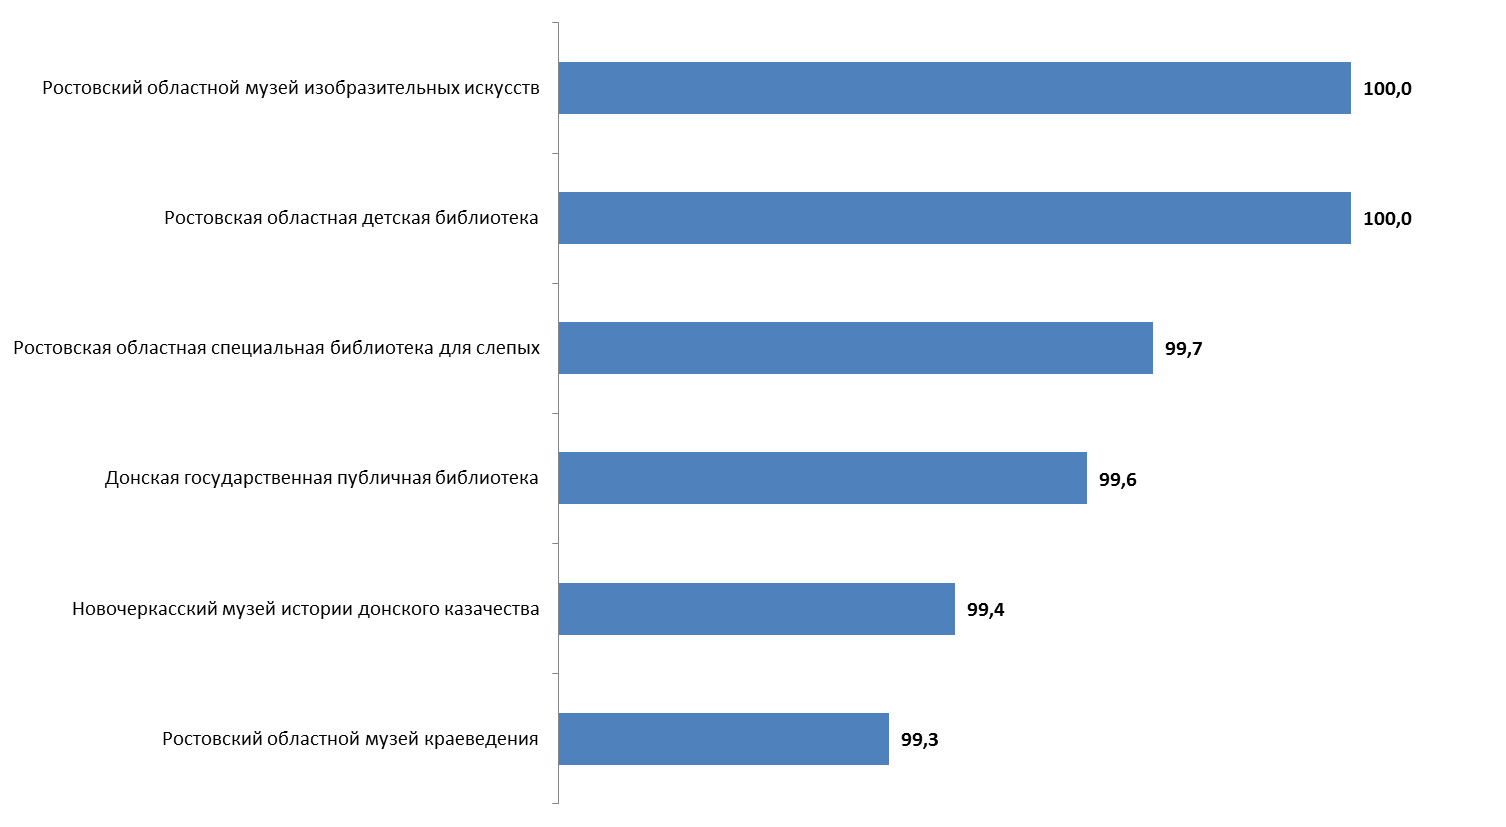 Ростовский областной музей изобразительных искусств 100,0
Ростовская областная детская библиотека 100,0
Ростовская областная специальная библиотека для слепых 99,7
Донская государственная публичная библиотека 99,6
Новочеркасский музей истории донского казачества 99,4
Ростовский областной музей краеведения 99,3